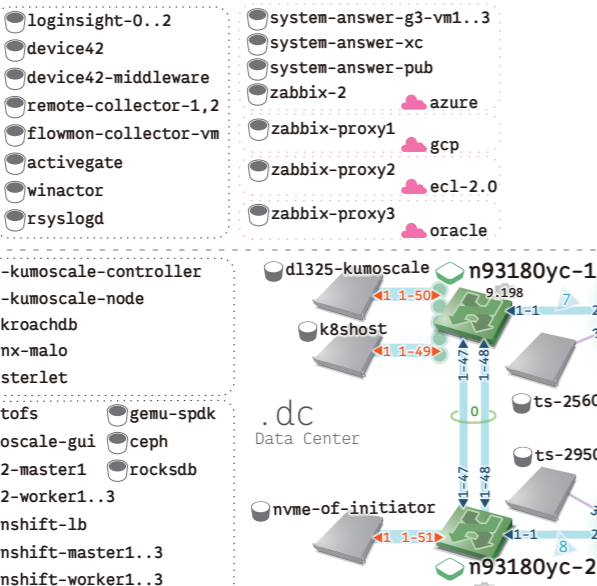 loginsight-0..2
device42
device42-middleware
remote-collector-1,2
flowmon-collector-vm
activegate
winactor
rsyslogd
system-answer-g3-vm1..3
system-answer-xc
system-answer-pub
zabbix-2
azure
zabbix-proxy1
gcp
zabbix-proxy2
ecl-2.0
zabbix-proxy3
oracle
-kumoscale-controller
-kumoscale-node
kroachdb
nx-malo
sterlet
tofs
gemu-spdk
oscale-gui
ceph
2-master1
rocksdb
2-worker1..3
nshift-lb
nshift-master1..3
nshift-worker1..3
.dc
Data Center
dl325-kumoscale
n93180yc-1
9.198
1 1-50
1-1
7
2
k8shost
1 1-49
3
1-47
1-48
0
ts-2560
ts-2950
1-47
1-48
nvme-of-initiator
1 1-51
1-1
8
2
3
n93180yc-2